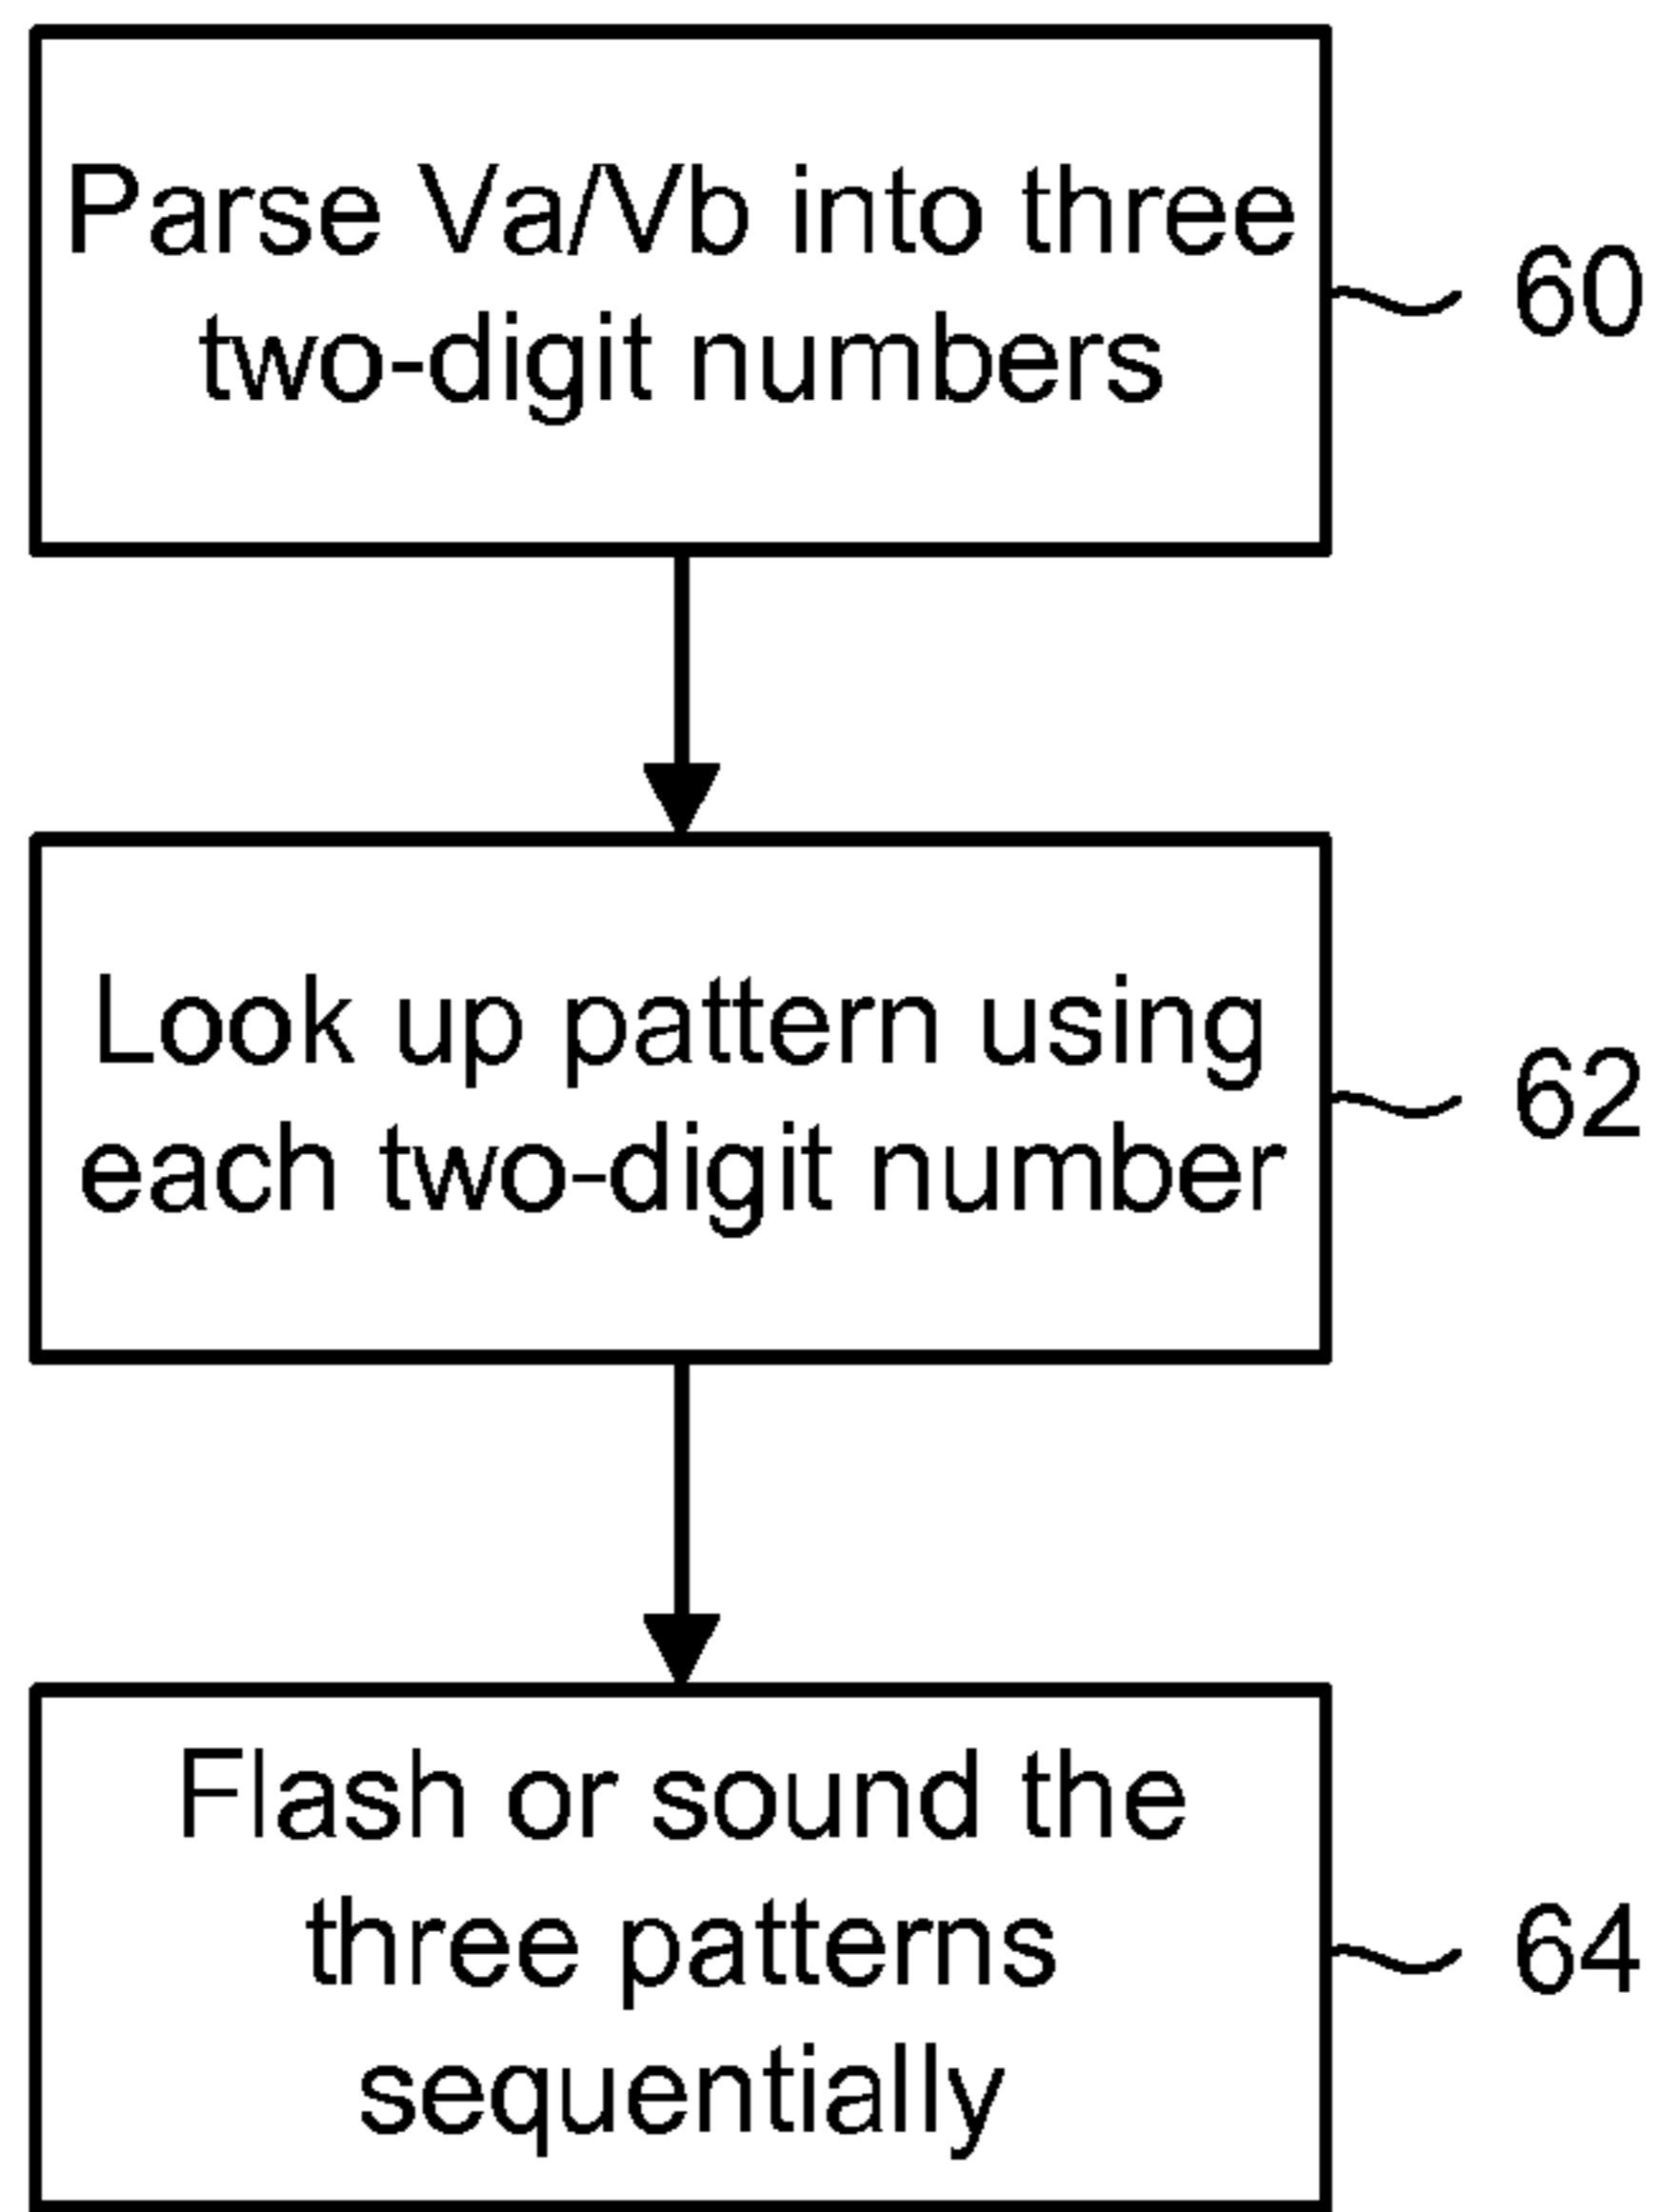 Parse Va/Vb into three
two-digit numbers
60
Look up pattern using
each two-digit number
62
Flash or sound the
three patterns
sequentially
64